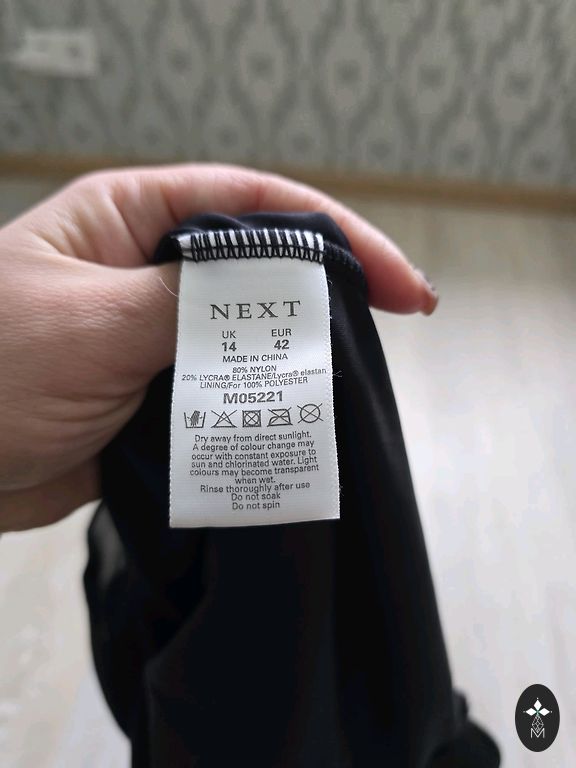 NEXT
UK EUR
14 42
MADE IN CHINA
80% NYLON
20% LYCRA® ELASTANE/Lycra® elastan
LINING/For 100% POLYESTER
M05221
Dry away from direct sunlight.
A degree of colour change may
occur with constant exposure to
sun and chlorinated water. Light
colours may become transparent
when wet.
Rinse thoroughly after use
Do not soak
Do not spin
M